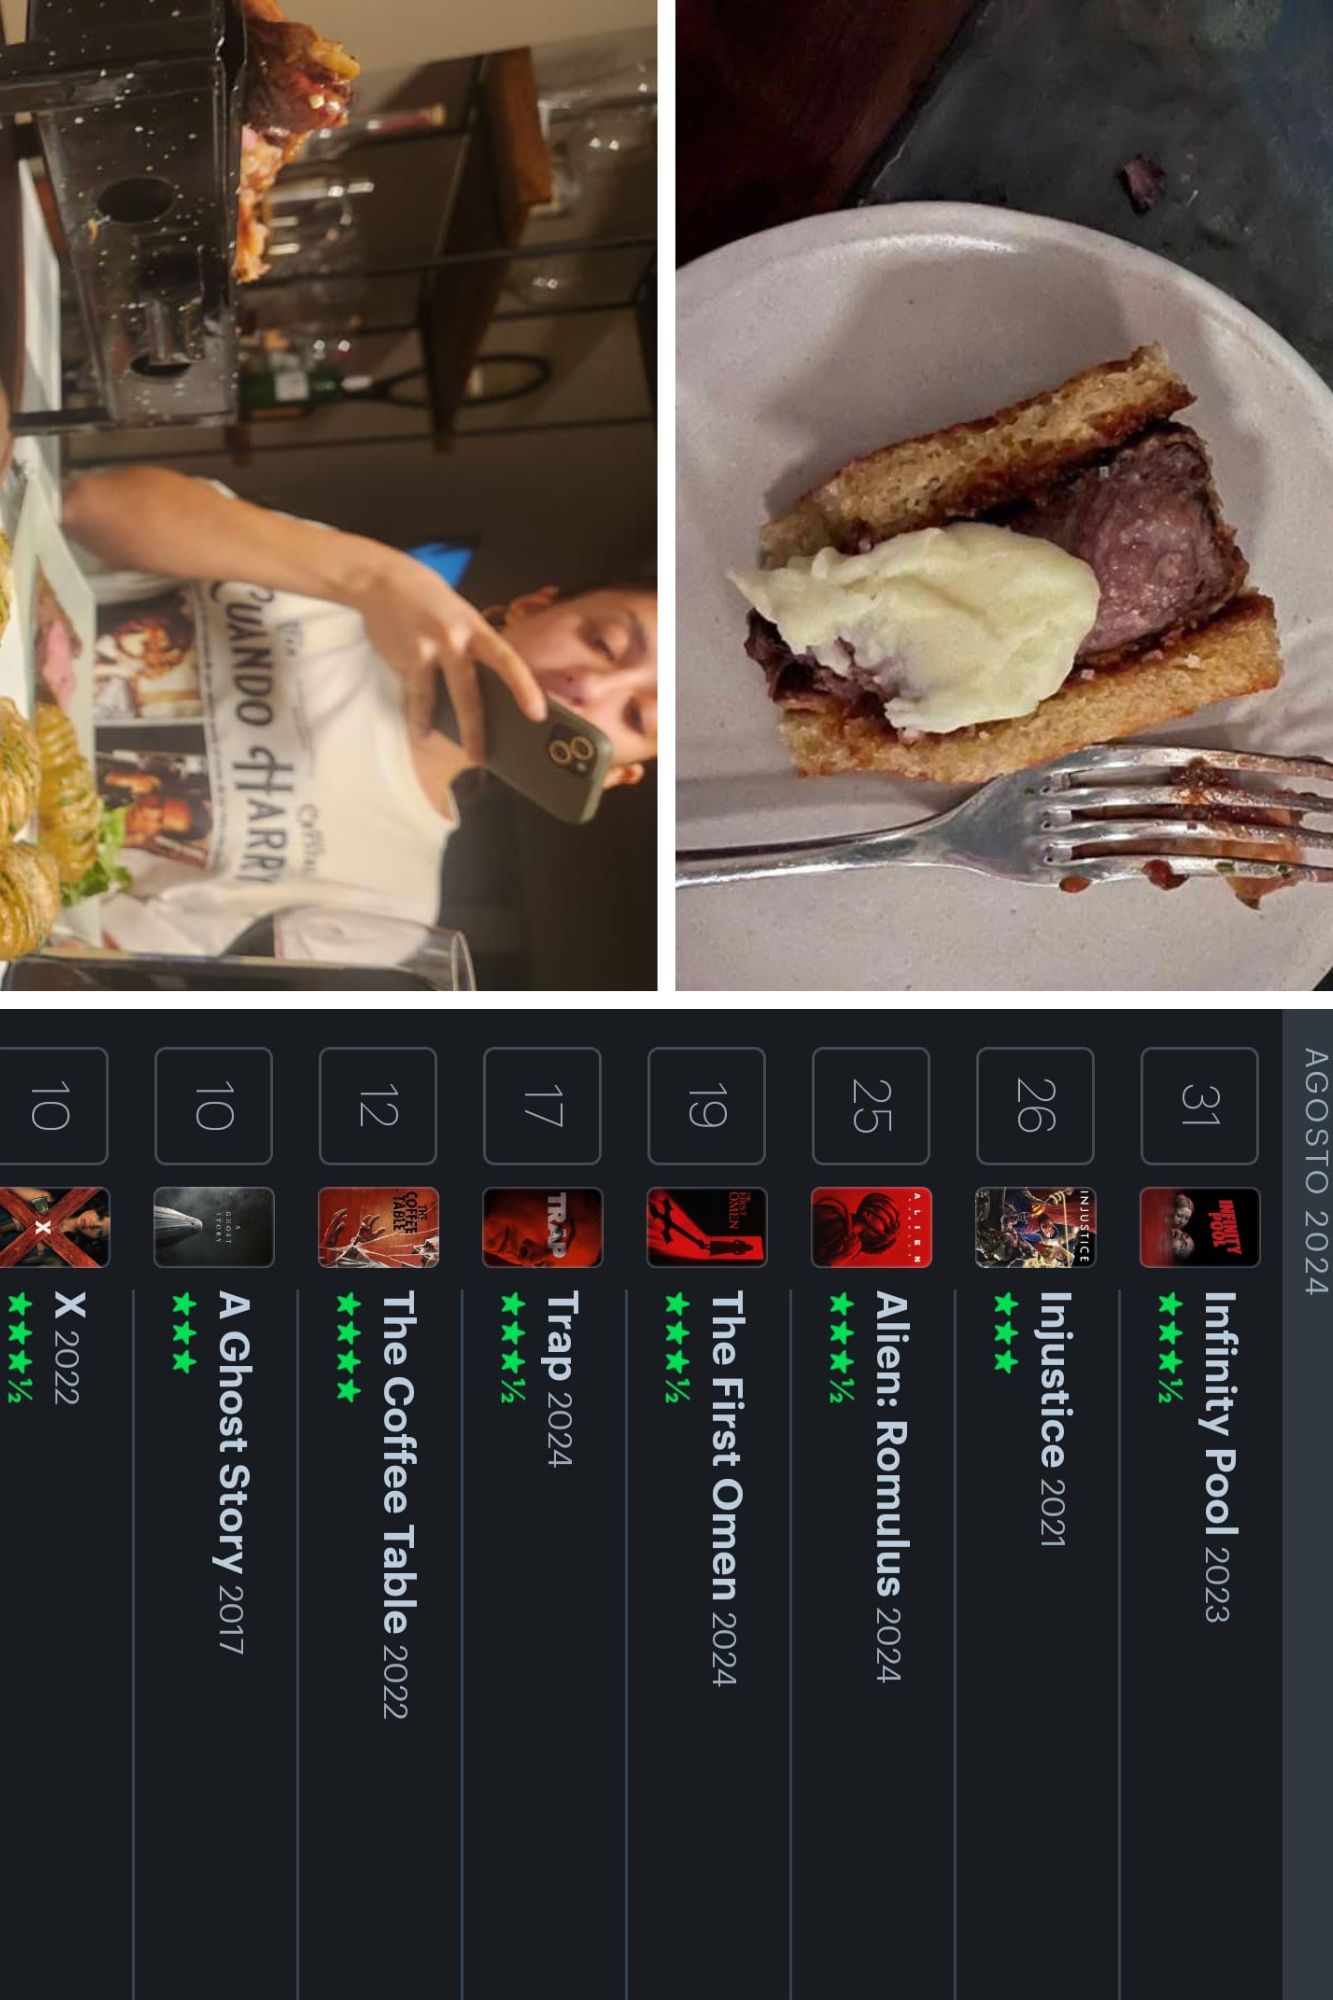 CRYSTAL
CUANDO HARRY
AGOSTO 2024
31
INFINITY
POOL
Infinity Pool 2023
★★★½
26
INJUSTICE
Injustice 2021
★★★
25
ALIEN
ROMULUS
Alien: Romulus 2024
★★★½
19
THE
FIRST
OMEN
The First Omen 2024
★★★½
17
TRAP
Trap 2024
★★★½
12
THE
COFFEE
TABLE
The Coffee Table 2022
★★★★
10
A
GHOST
STORY
A Ghost Story 2017
★★★
10
X
X 2022
★★★½